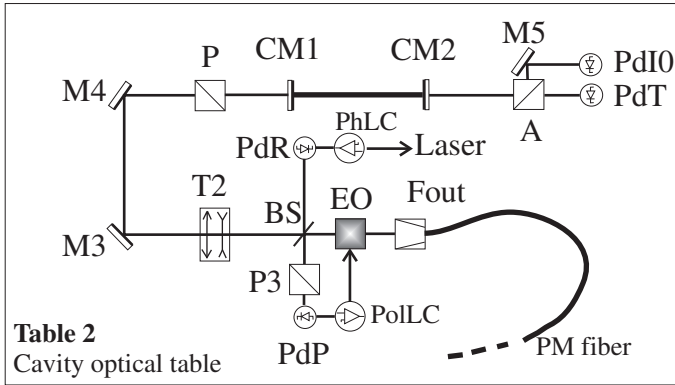 M5
CM1
CM2
P
PdI0
M4
PdT
PhLC
A
PdR
Laser
T2
EO
Fout
BS
M3
P3
PolLC
Table 2
PdP
PM fiber
Cavity optical table